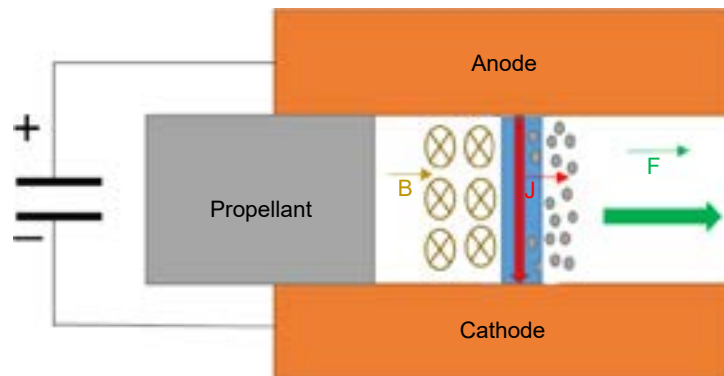 Anode
+
B
J
F
Propellant
−
Cathode